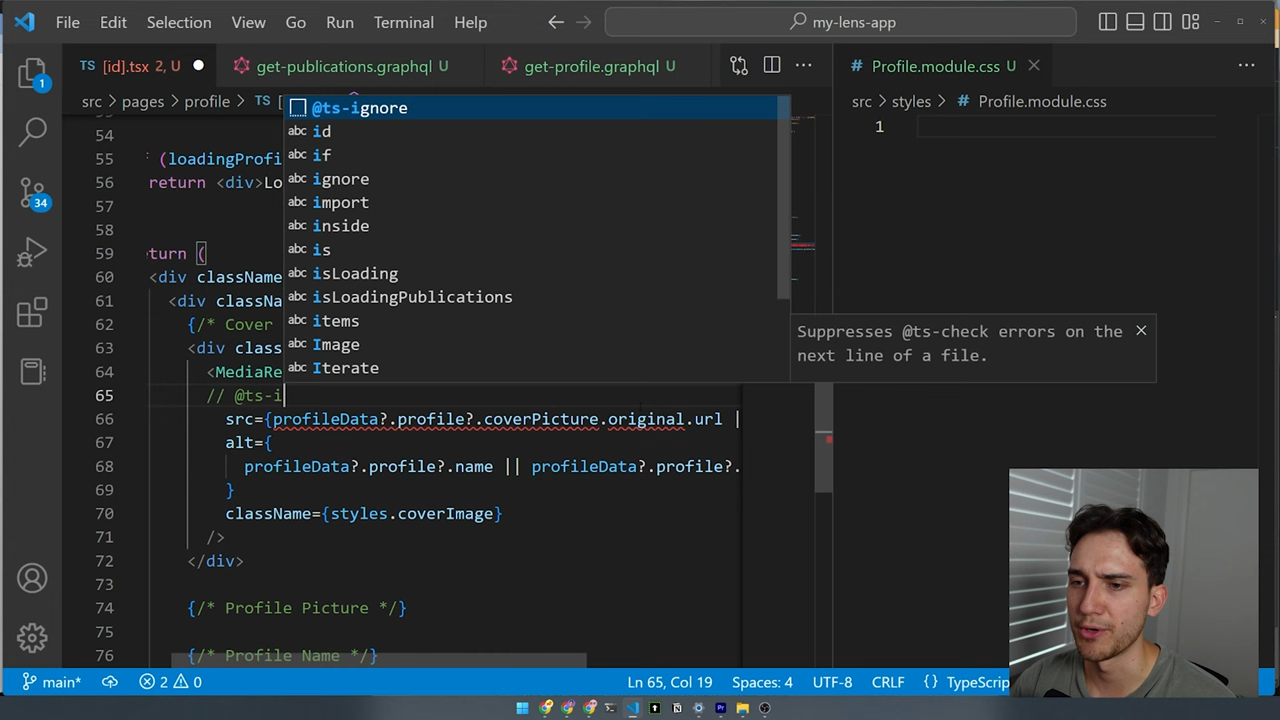 File Edit Selection View Go Run Terminal Help my-lens-app
TS [id].tsx 2, U get-publications.graphql U get-profile.graphql U # Profile.module.css U
src > pages > profile > TS [ src > styles > # Profile.module.css
1
54
55 (loadingProfi
56 return <div>Lo
57
58
59 turn (
60 <div className
61 <div classNa
62 {/* Cover
63 <div class
64 <MediaRe
65 // @ts-i
66 src={profileData?.profile?.coverPicture.original.url |
67 alt={
68 profileData?.profile?.name || profileData?.profile?.
69 }
70 className={styles.coverImage}
71 />
72 </div>
73
74 {/* Profile Picture */}
75
76 {/* Profile Name */}
@ts-ignore
abc id
abc if
abc ignore
abc import
abc inside
abc is
abc isLoading
abc isLoadingPublications
abc items
abc Image
abc Iterate
Suppresses @ts-check errors on the
next line of a file.
1
34
main* 2 0 Ln 65, Col 19 Spaces: 4 UTF-8 CRLF {} TypeScrip